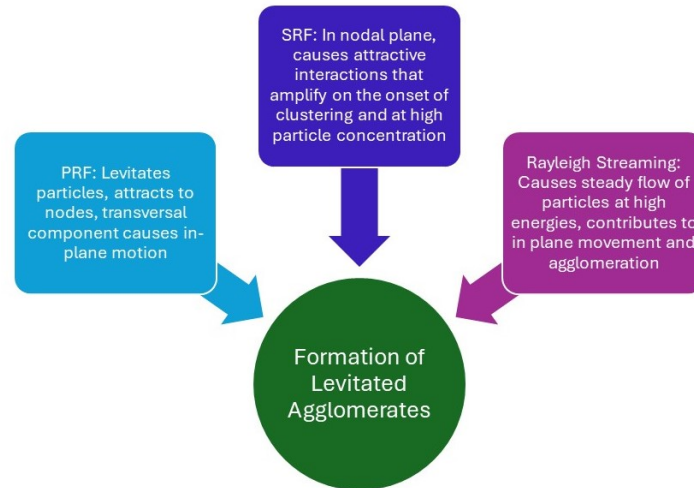 SRF: In nodal plane,
causes attractive
interactions that
amplify on the onset of
clustering and at high
particle concentration
PRF: Levitates
particles, attracts to
nodes, transversal
component causes in-
plane motion
Rayleigh Streaming:
Causes steady flow of
particles at high
energies, contributes to
in plane movement and
agglomeration
Formation of
Levitated
Agglomerates